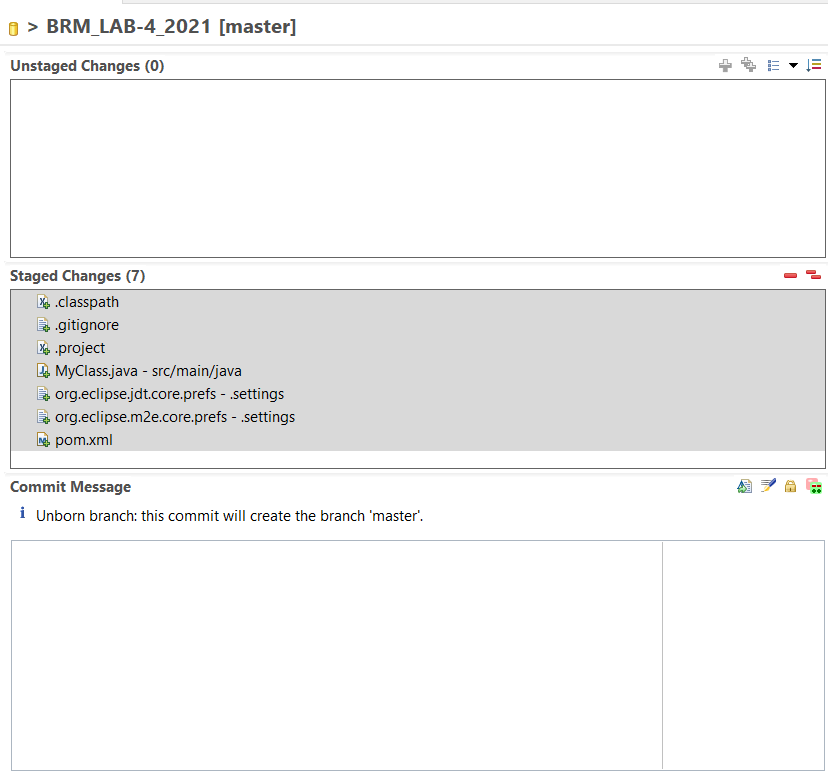 > BRM_LAB-4_2021 [master]
Unstaged Changes (0)
Staged Changes (7)
.classpath
.gitignore
.project
MyClass.java - src/main/java
org.eclipse.jdt.core.prefs - .settings
org.eclipse.m2e.core.prefs - .settings
pom.xml
Commit Message
Unborn branch: this commit will create the branch 'master'.